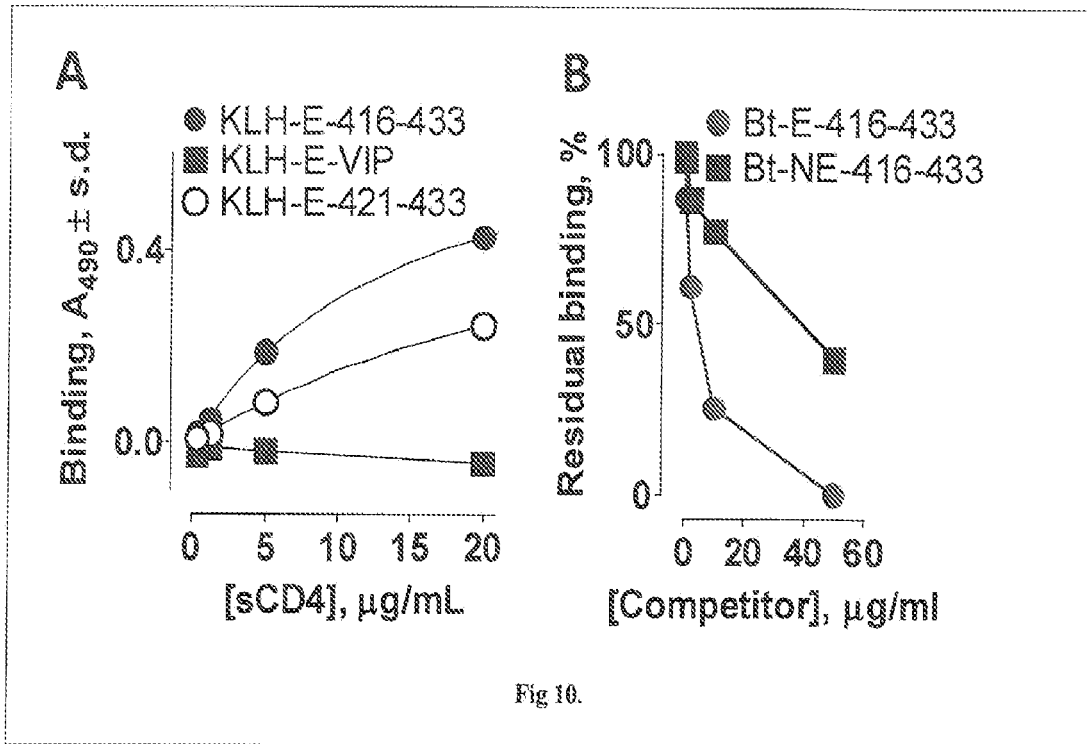 A
KLH-E-416-433
KLH-E-VIP
KLH-E-421-433
Binding, A490 ± s.d.
0.4
0.0
0 5 10 15 20
[sCD4], μg/mL
B
Bt-E-416-433
Bt-NE-416-433
Residual binding, %
100
50
0
0 20 40 60
[Competitor], μg/ml
Fig 10.